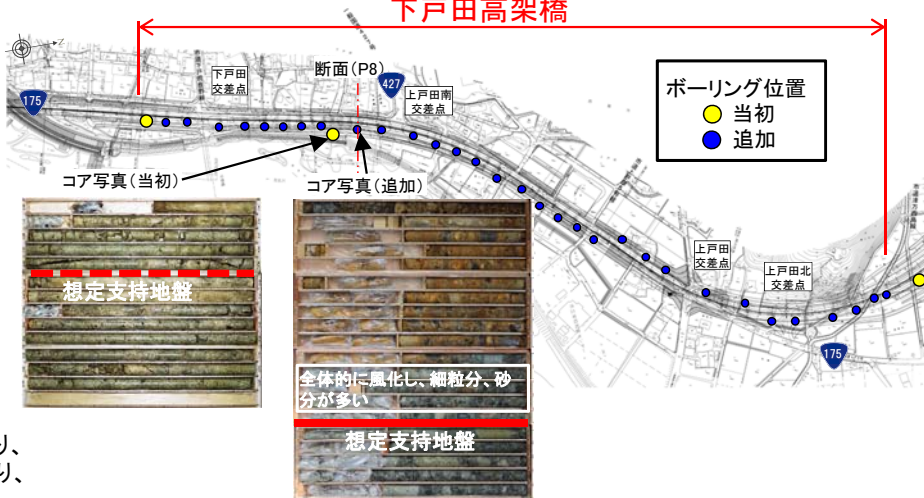 下戸田高架橋
断面(P8)
427
下戸田
交差点
上戸田南
交差点
175
ボーリング位置
当初
追加
コア写真(当初)
コア写真(追加)
上戸田
交差点
上戸田北
交差点
175
想定支持地盤
全体的に風化し、細粒分、砂
分が多い
想定支持地盤
り、
り、